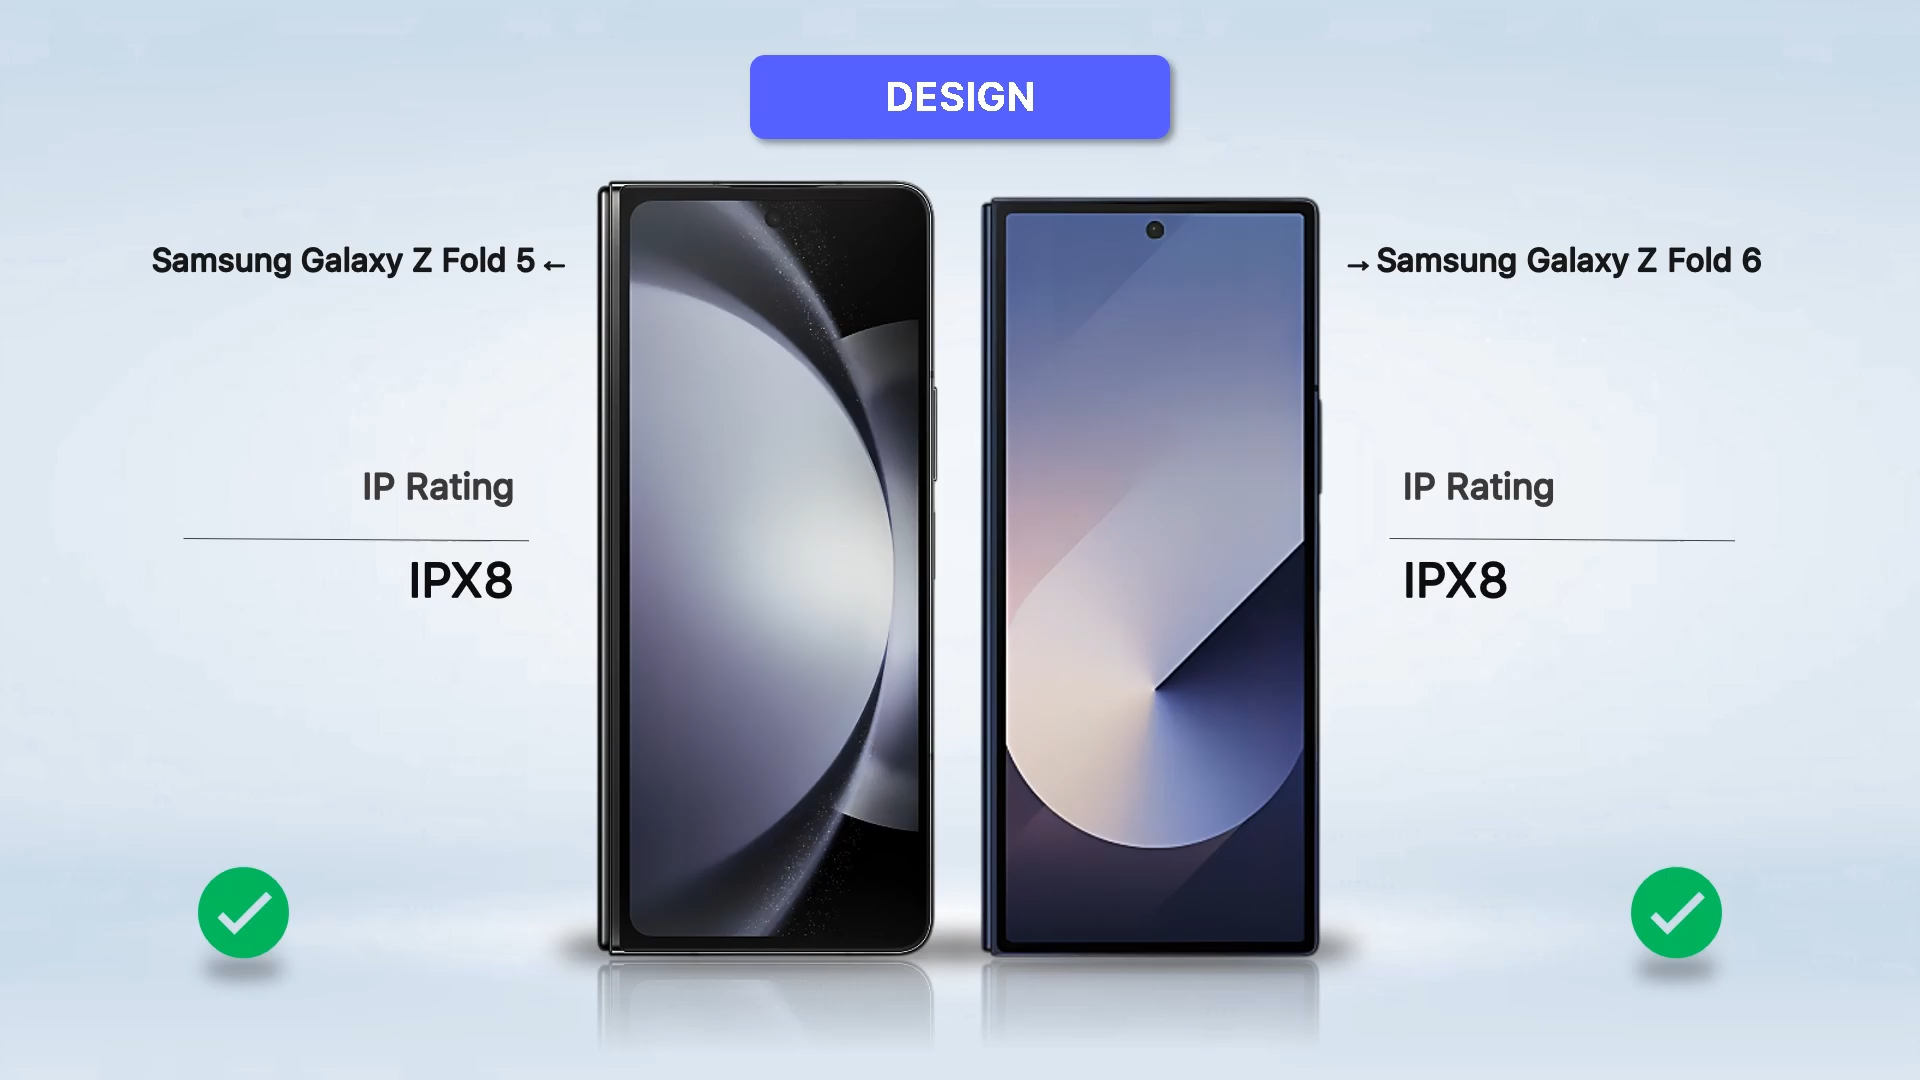 DESIGN
Samsung Galaxy Z Fold 5 ←
→ Samsung Galaxy Z Fold 6
IP Rating
IPX8
IP Rating
IPX8